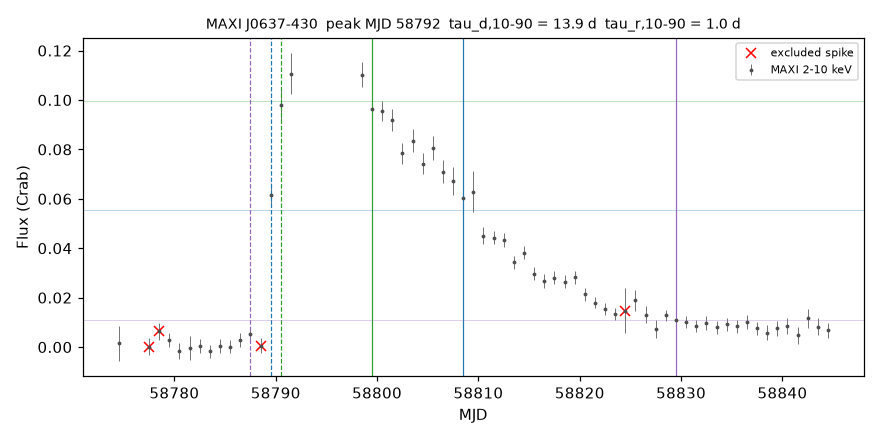 MAXI J0637-430  peak MJD 58792  tau_d,10-90 = 13.9 d  tau_r,10-90 = 1.0 d
excluded spike
MAXI 2-10 keV
Flux (Crab)
0.12
0.10
0.08
0.06
0.04
0.02
0.00
58780
58790
58800
58810
58820
58830
58840
MJD